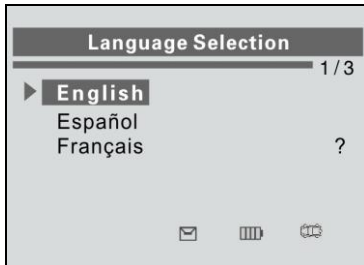 Language Selection
1/3
English
Español
Français ?